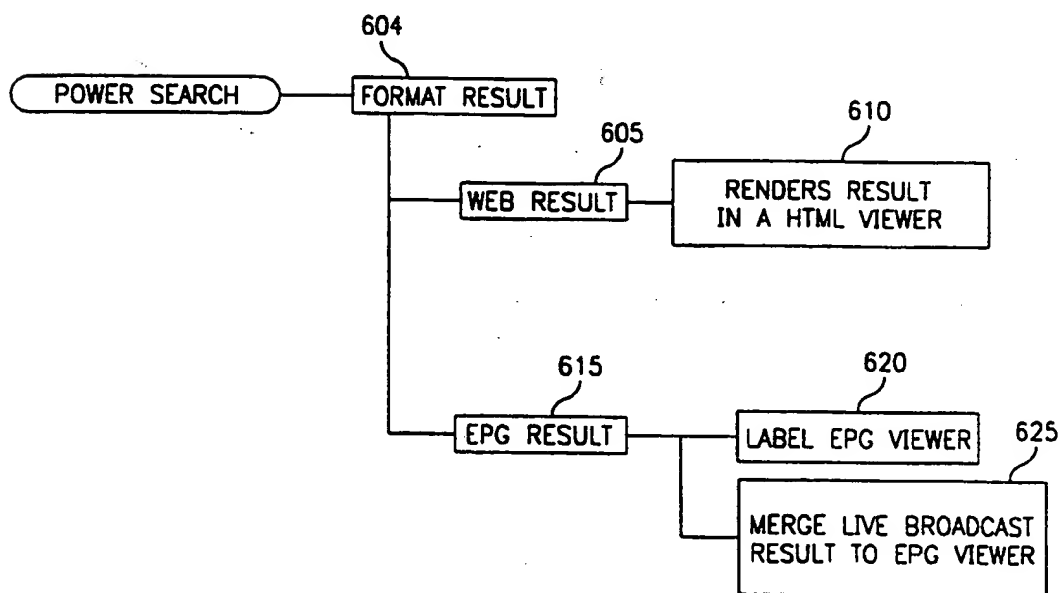 604
POWER SEARCH
FORMAT RESULT
605
610
WEB RESULT
RENDERS RESULT
IN A HTML VIEWER
615
620
EPG RESULT
LABEL EPG VIEWER
625
MERGE LIVE BROADCAST
RESULT TO EPG VIEWER